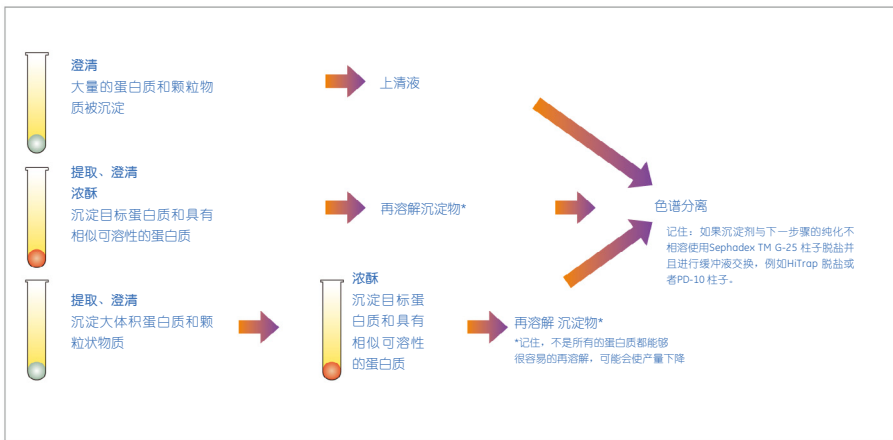 澄清
大量的蛋白质和颗粒物
质被沉淀
上清液
提取、澄清
浓酥
沉淀目标蛋白质和具有
相似可溶性的蛋白质
再溶解沉淀物*
色谱分离
记住：如果沉淀剂与下一步骤的纯化不
相溶使用Sephadex TM G-25 柱子脱盐并
且进行缓冲液交换，例如HiTrap 脱盐或
者PD-10 柱子。
提取、澄清
沉淀大体积蛋白质和颗
粒状物质
浓酥
沉淀目标蛋
白质和具有
相似可溶性
的蛋白质
再溶解 沉淀物*
*记住，不是所有的蛋白质都能够
很容易的再溶解，可能会使产量下降